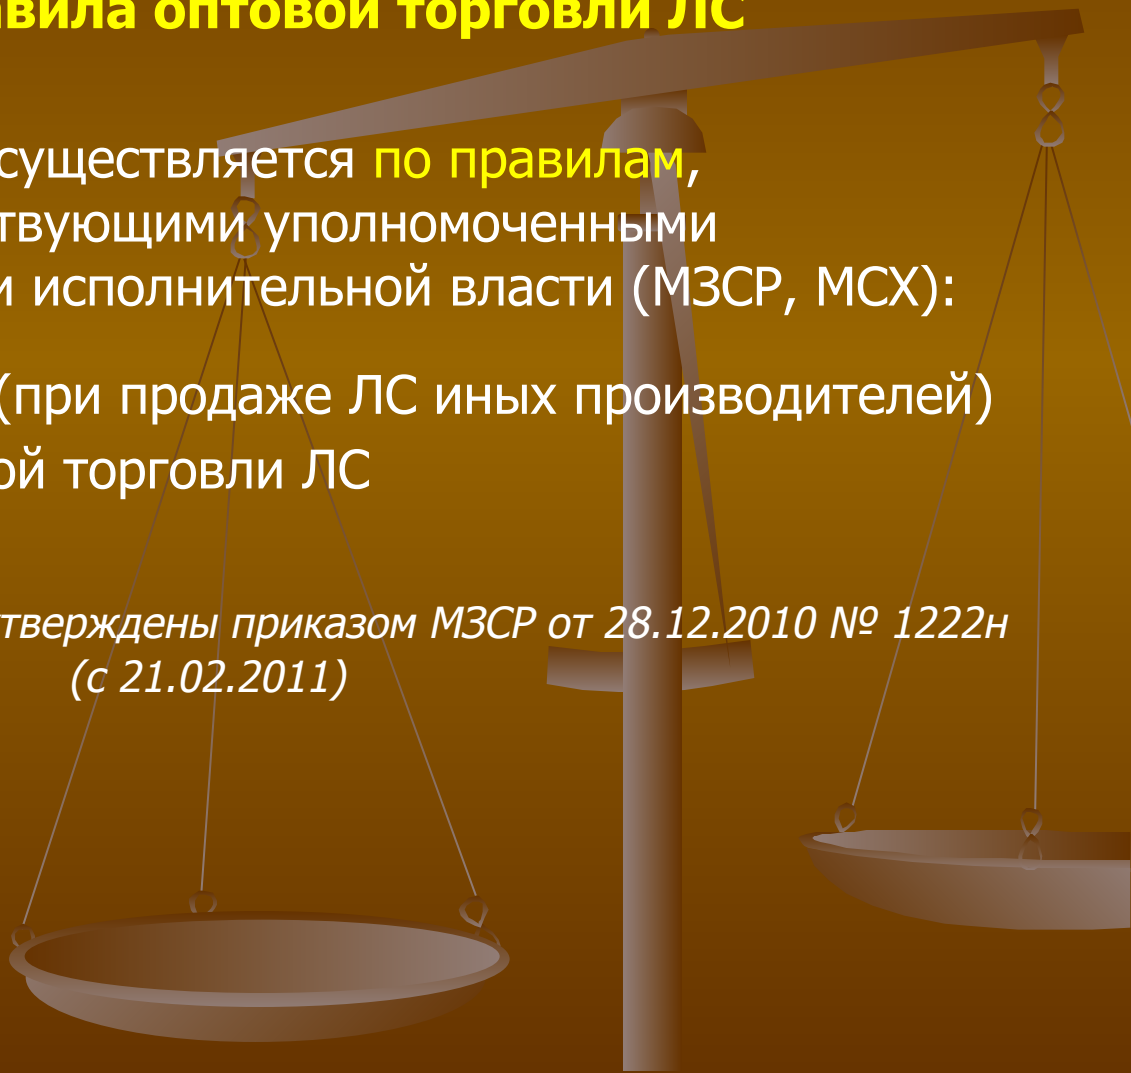 авила оптовой торговли ЛС
существляется по правилам,
твующими уполномоченными
и исполнительной власти (МЗСР, МСХ):
(при продаже ЛС иных производителей)
ой торговли ЛС
тверждены приказом МЗСР от 28.12.2010 № 1222н
(с 21.02.2011)